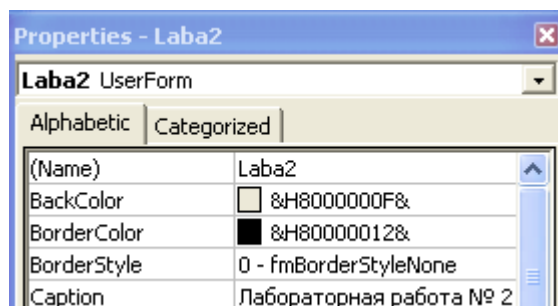 Properties - Laba2
Laba2 UserForm
Alphabetic Categorized
(Name) Laba2
BackColor &H8000000F&
BorderColor &H80000012&
BorderStyle 0 - fmBorderStyleNone
Caption Лабораторная работа № 2